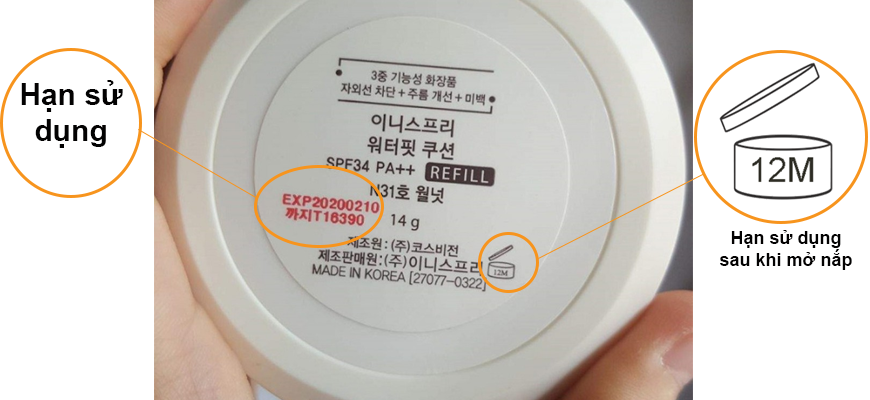 Hạn sử
dụng
3중 기능성 화장품
자외선 차단 + 주름 개선 + 미백
이니스프리
워터핏 쿠션
SPF34 PA++ REFILL
N31호 월넛
EXP20200210
까지T16390
14 g
제조원 : (주)코스비전
제조판매원 : (주)이니스프리
12M
MADE IN KOREA [27077-0322]
12M
Hạn sử dụng
sau khi mở nắp